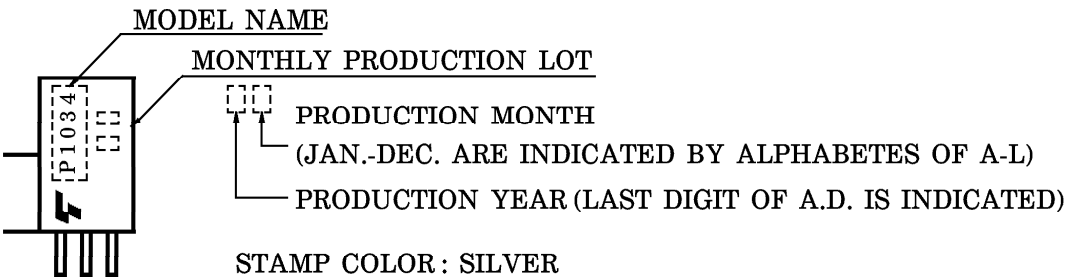 MODEL NAME
MONTHLY PRODUCTION LOT
P1034
PRODUCTION MONTH
(JAN.-DEC. ARE INDICATED BY ALPHABETES OF A-L)
PRODUCTION YEAR (LAST DIGIT OF A.D. IS INDICATED)
STAMP COLOR : SILVER